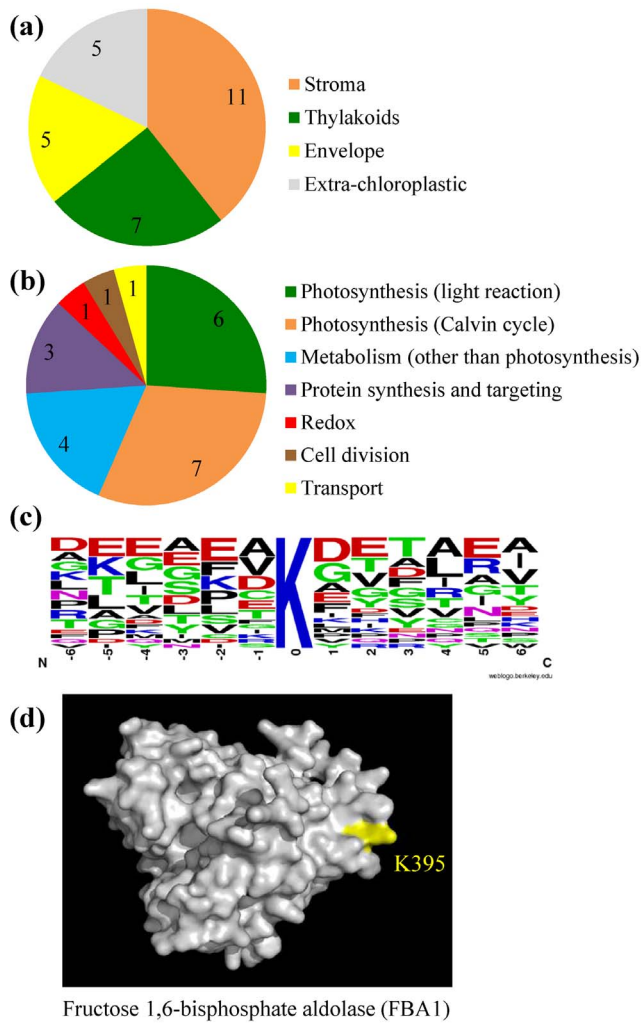 (a)
5
11
5
7
Stroma
Thylakoids
Envelope
Extra-chloroplastic
(b)
1
1
1
6
3
4
7
Photosynthesis (light reaction)
Photosynthesis (Calvin cycle)
Metabolism (other than photosynthesis)
Protein synthesis and targeting
Redox
Cell division
Transport
(c)
K
N -6 -5 -4 -3 -2 -1 0 1 2 3 4 5 6 C
weblogo.berkeley.edu
(d)
K395
Fructose 1,6-bisphosphate aldolase (FBA1)